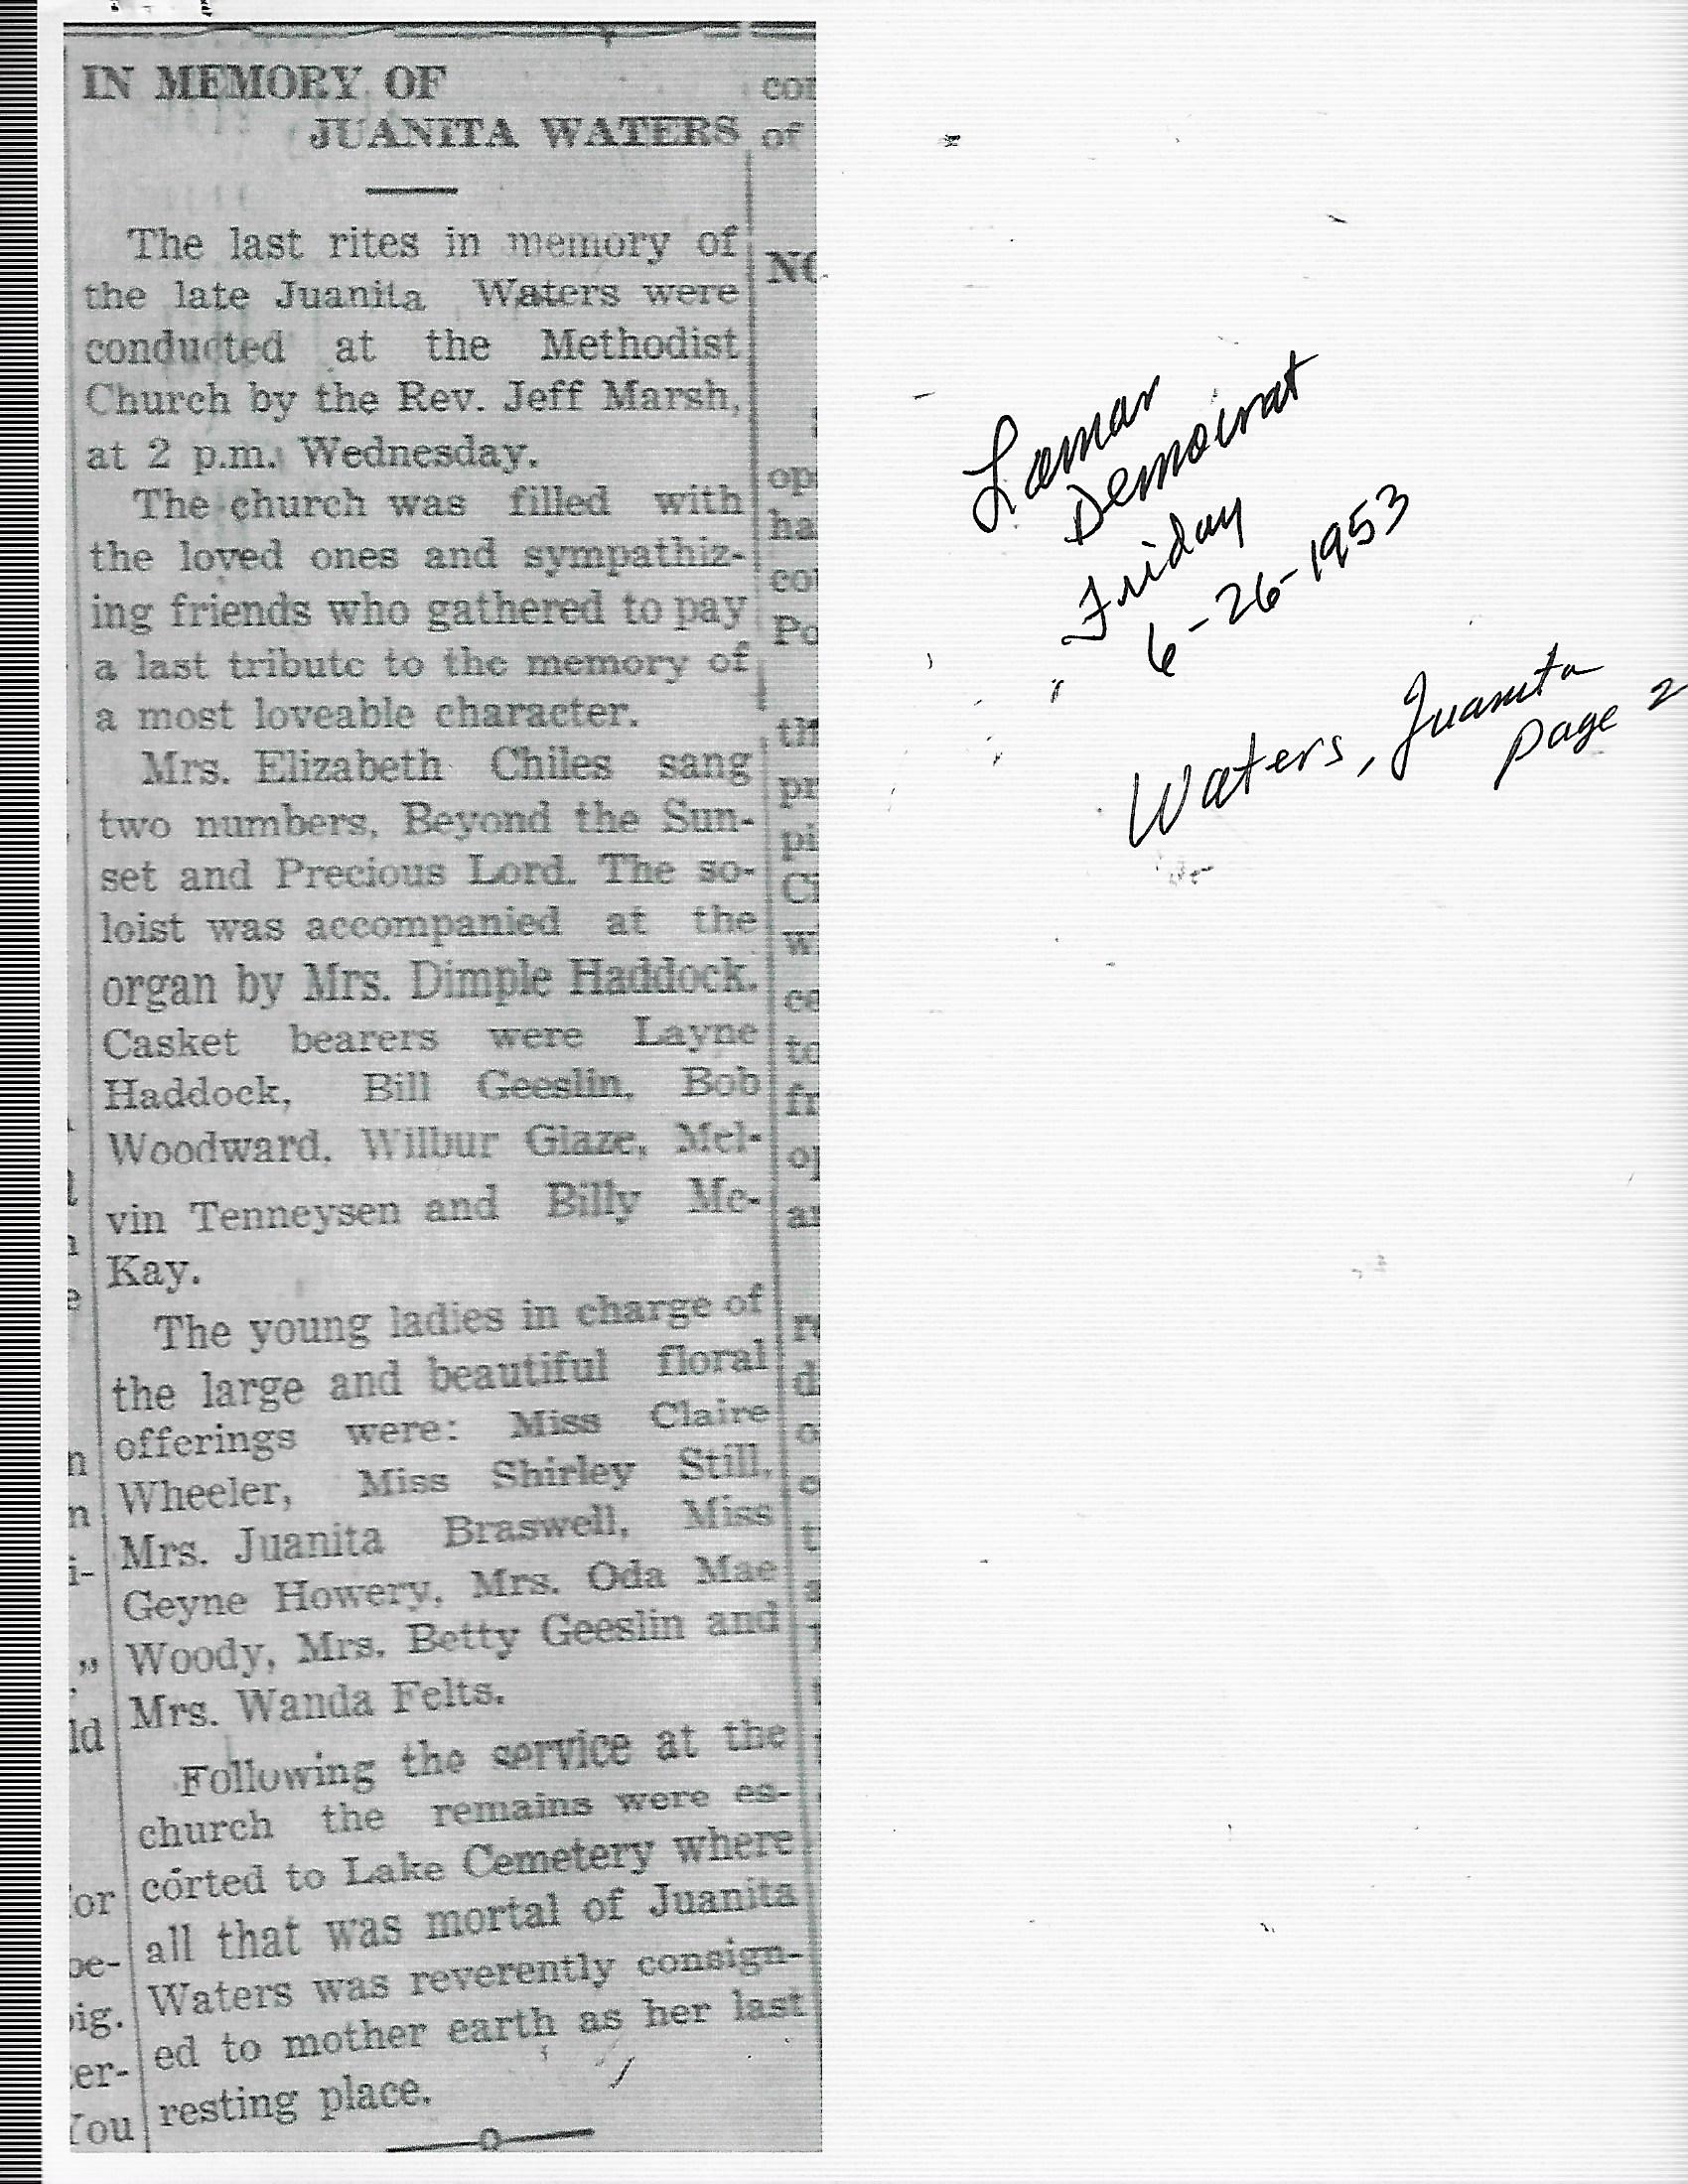 IN MEMORY OF
JUANITA WATERS
The last rites in memory of
the late Juanita Waters were
conducted at the Methodist
Church by the Rev. Jeff Marsh,
at 2 p.m. Wednesday.
The church was filled with
the loved ones and sympathiz-
ing friends who gathered to pay
a last tribute to the memory of
a most loveable character.
Mrs. Elizabeth Chiles sang
two numbers, Beyond the Sun-
set and Precious Lord. The so-
loist was accompanied at the
organ by Mrs. Dimple Haddock.
Casket bearers were Layne
Haddock, Bill Geeslin, Bob
Woodward, Wilbur Glaze, Mel-
vin Tenneysen and Billy Mc-
Kay.
The young ladies in charge of
the large and beautiful floral
offerings were: Miss Claire
Wheeler, Miss Shirley Still,
Mrs. Juanita Braswell, Miss
Geyne Howery, Mrs. Oda Mae
Woody, Mrs. Betty Geeslin and
Mrs. Wanda Felts.
Following the service at the
church the remains were es-
corted to Lake Cemetery where
all that was mortal of Juanita
Waters was reverently consign-
ed to mother earth as her last
resting place.
Lamar
Democrat
Friday
6-26-1953
Waters, Juanita
page 2